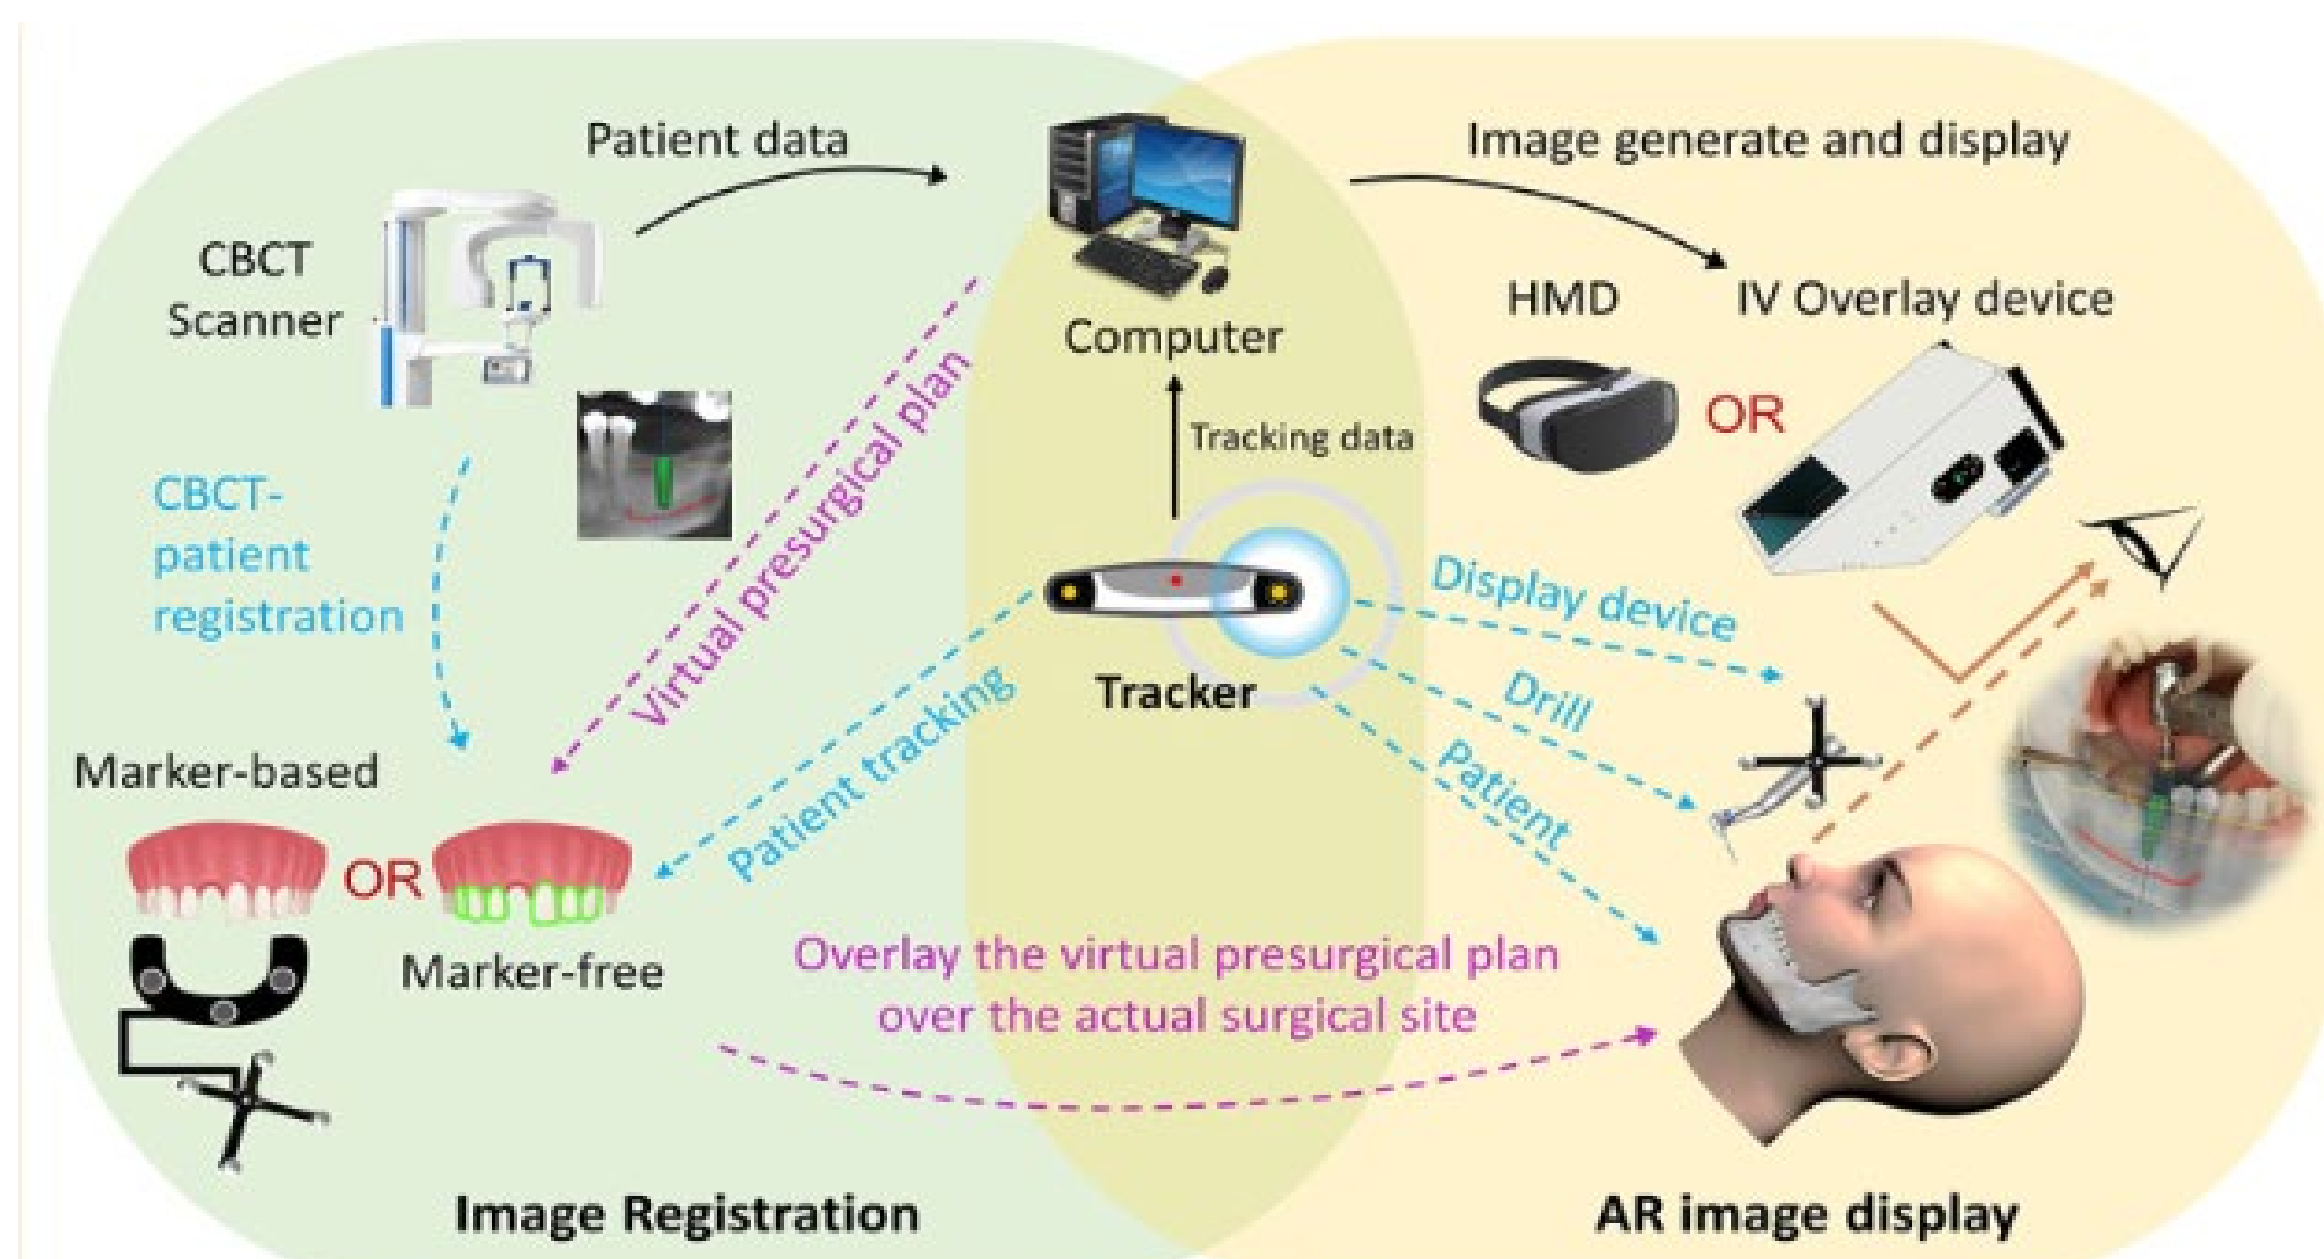 Patient data
Image generate and display
CBCT
Scanner
HMD
IV Overlay device
Computer
OR
Tracking data
Virtual presurgical plan
CBCT-
patient
registration
Display device
Drill
Tracker
Patient tracking
Patient
Marker-based
OR
Marker-free
Overlay the virtual presurgical plan
over the actual surgical site
Image Registration
AR image display